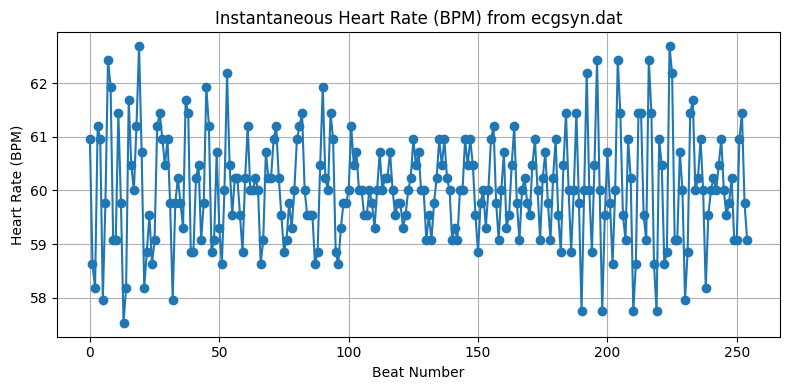 Instantaneous Heart Rate (BPM) from ecgsyn.dat
Heart Rate (BPM)
62
61
60
59
58
0 50 100 150 200 250
Beat Number